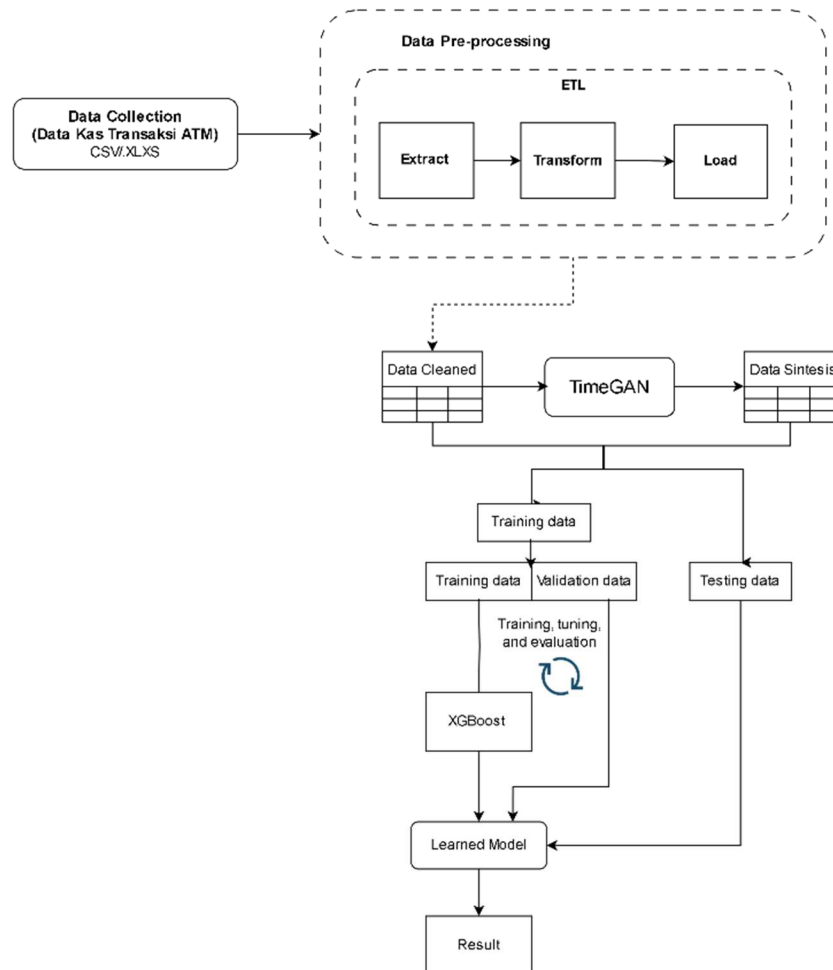 Data Pre-processing
ETL
Data Collection
(Data Kas Transaksi ATM)
CSV/.XLXS
Extract
Transform
Load
Data Cleaned
TimeGAN
Data Sintesis
Training data
Training data
Validation data
Testing data
Training, tuning,
and evaluation
XGBoost
Learned Model
Result